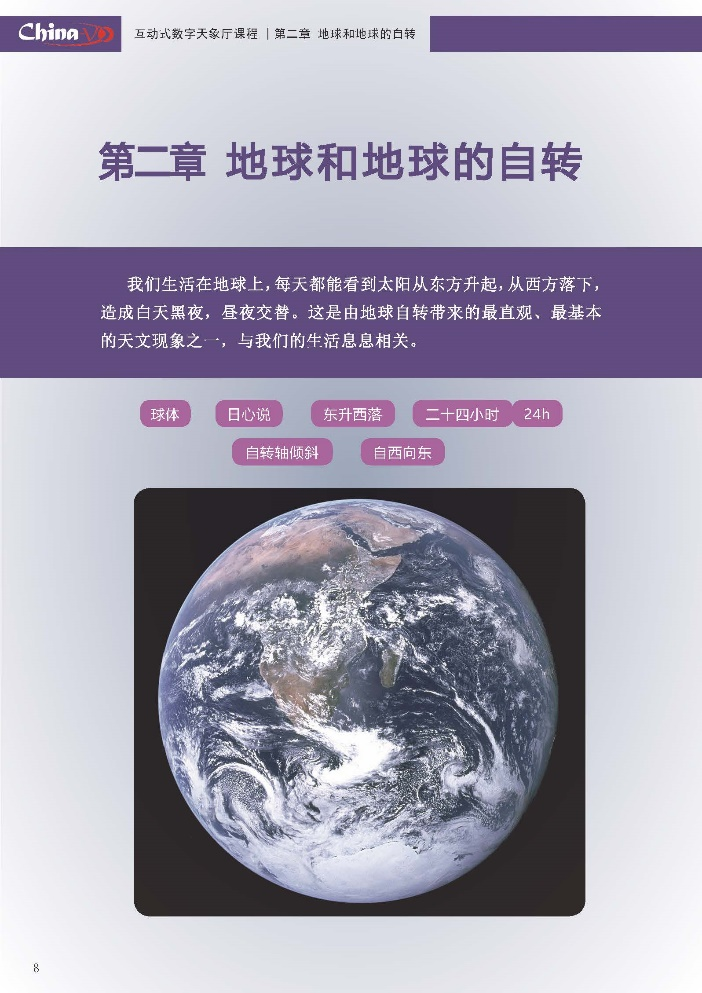 China VO
互动式数字天象厅课程 | 第二章 地球和地球的自转
第二章 地球和地球的自转
我们生活在地球上，每天都能看到太阳从东方升起，从西方落下，
造成白天黑夜，昼夜交替。这是由地球自转带来的最直观、最基本
的天文现象之一，与我们的生活息息相关。
球体 日心说 东升西落 二十四小时 24h
自转轴倾斜 自西向东
8